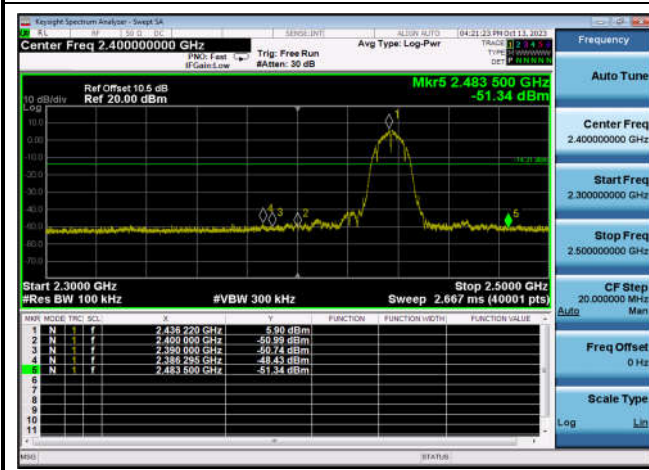 Keysight Spectrum Analyser - Swept SA
RL RF 50 Ω DC SENSE:INT ALIGN AUTO 04:21:23 PM Oct 13, 2023
Center Freq 2.400000000 GHz
PNO: Fast
IFGain:Low
Trig: Free Run
#Atten: 30 dB
Avg Type: Log-Pwr
TRACE 1 2 3 4 5 6
TYPE M WWWWW
DET P N N N N N
Ref Offset 10.5 dB
Ref 20.00 dBm
10 dB/div
Log
Mkr5 2.483 500 GHz
-51.34 dBm
10.0
0.00
-10.0
-20.0
-30.0
-40.0
-50.0
-60.0
-70.0
1
4 3 2
5
Start 2.3000 GHz
Stop 2.5000 GHz
#Res BW 100 kHz
#VBW 300 kHz
Sweep 2.667 ms (40001 pts)
MKR MODE TRC SCL X Y FUNCTION FUNCTION WIDTH FUNCTION VALUE
1 N 1 f 2.436 220 GHz 5.90 dBm
2 N 1 f 2.400 000 GHz -50.99 dBm
3 N 1 f 2.390 000 GHz -50.74 dBm
4 N 1 f 2.386 295 GHz -48.43 dBm
5 N 1 f 2.483 500 GHz -51.34 dBm
6
7
8
9
10
11
MSG
STATUS
Frequency
Auto Tune
Center Freq
2.400000000 GHz
Start Freq
2.300000000 GHz
Stop Freq
2.500000000 GHz
CF Step
20.000000 MHz
Auto Man
Freq Offset
0 Hz
Scale Type
Log Lin